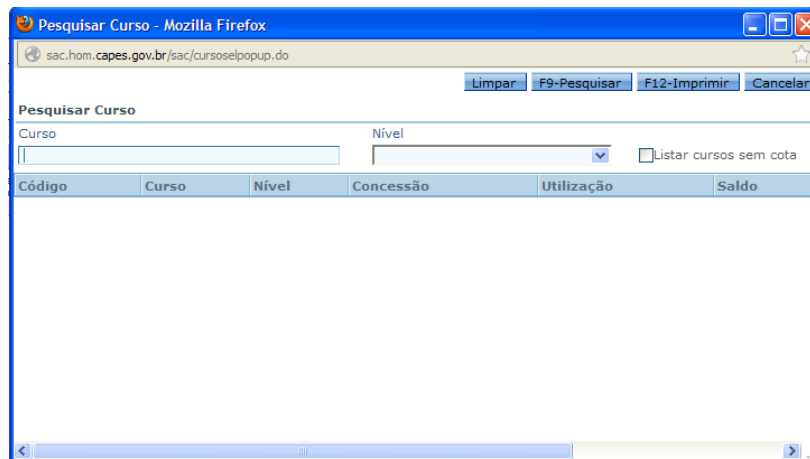 Pesquisar Curso - Mozilla Firefox
sac.hom.capes.gov.br/sac/cursoselpopup.do
Limpar F9-Pesquisar F12-Imprimir Cancelar
Pesquisar Curso
Curso Nível
Listar cursos sem cota
Código Curso Nível Concessão Utilização Saldo